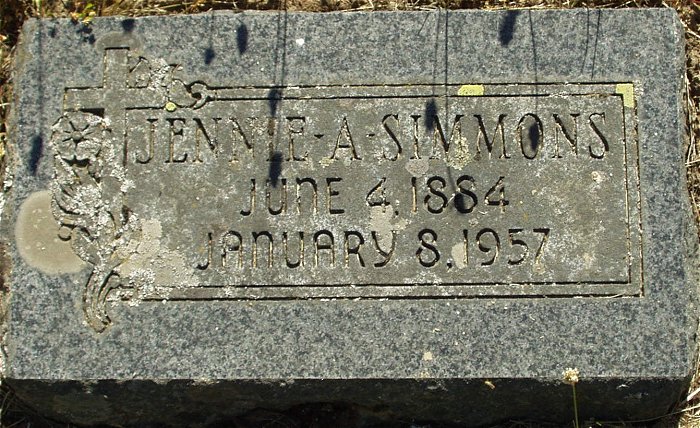 JENNIE-A-SIMMONS
JUNE 4, 1884
JANUARY 8, 1957